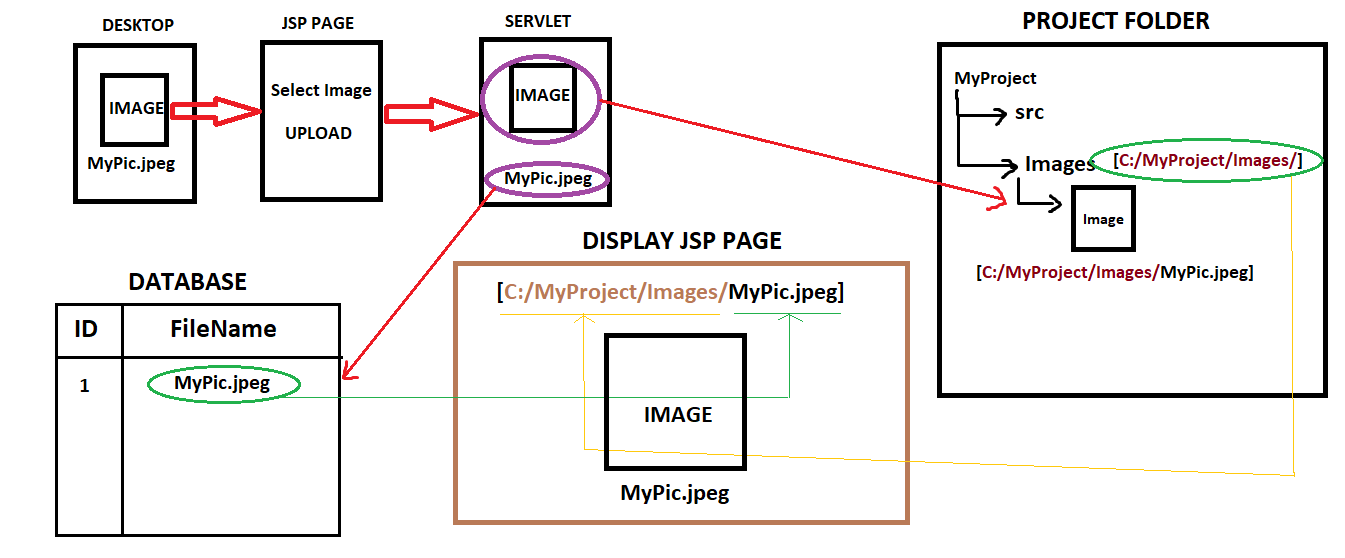 DESKTOP
IMAGE
MyPic.jpeg
JSP PAGE
Select Image
UPLOAD
SERVLET
IMAGE
MyPic.jpeg
PROJECT FOLDER
MyProject
src
Images [C:/MyProject/Images/]
Image
[C:/MyProject/Images/MyPic.jpeg]
DATABASE
ID FileName
1 MyPic.jpeg
DISPLAY JSP PAGE
[C:/MyProject/Images/MyPic.jpeg]
IMAGE
MyPic.jpeg